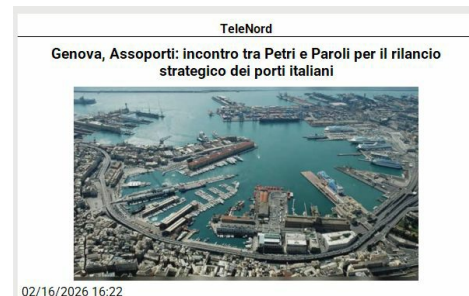 TeleNord
Genova, Assoporti: incontro tra Petri e Paroli per il rilancio
strategico dei porti italiani
02/16/2026 16:22